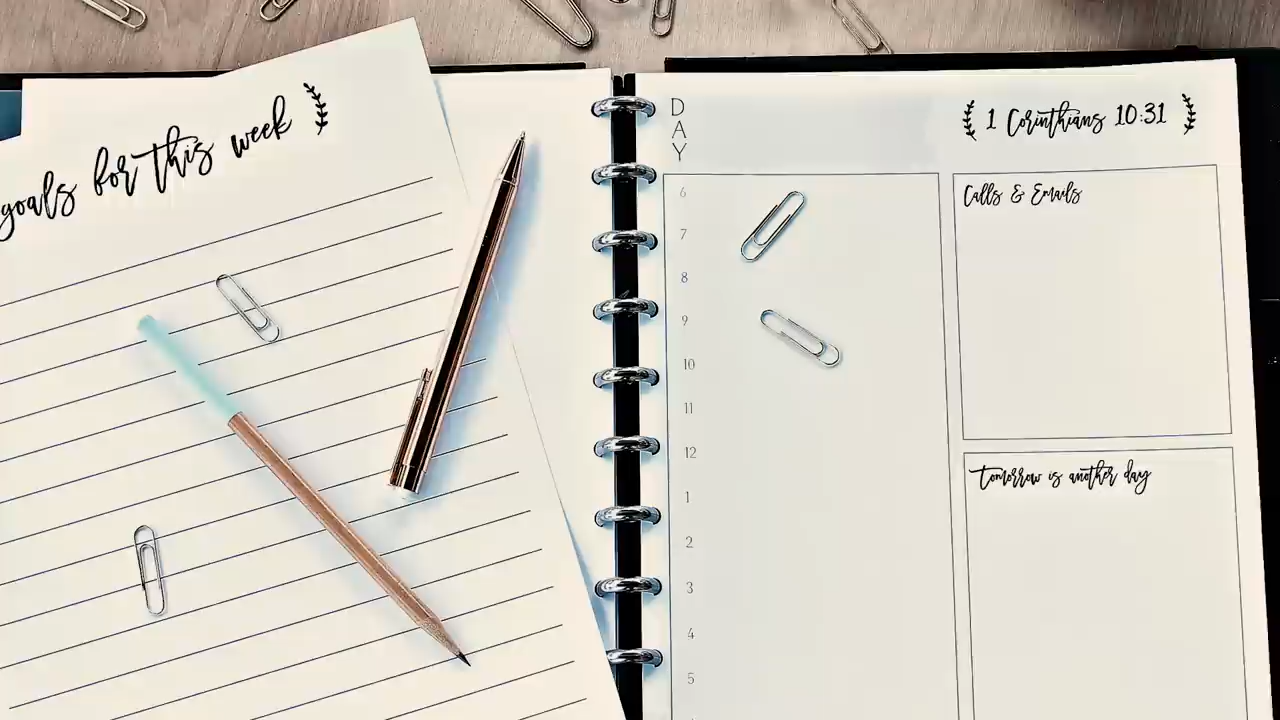 goals for this week
D
A
Y
1 Corinthians 10:31
6
7
8
9
10
11
12
1
2
3
4
5
Calls & Emails
Tomorrow is another day